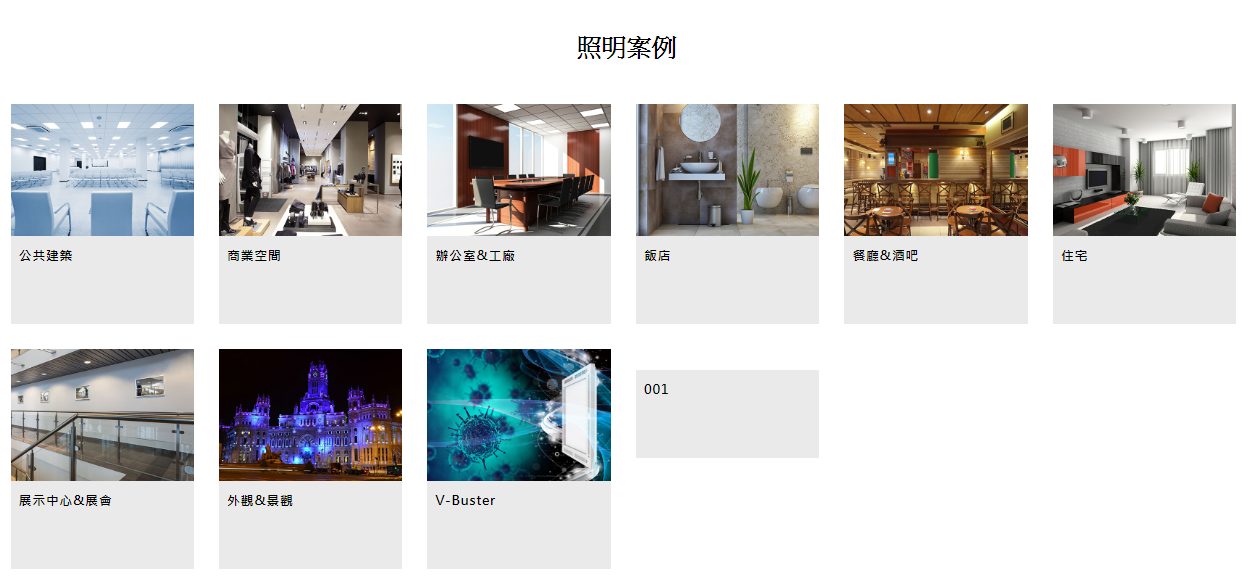 照明案例
公共建築
商業空間
辦公室&工廠
飯店
餐廳&酒吧
住宅
展示中心&展會
外觀&景觀
V-Buster
001